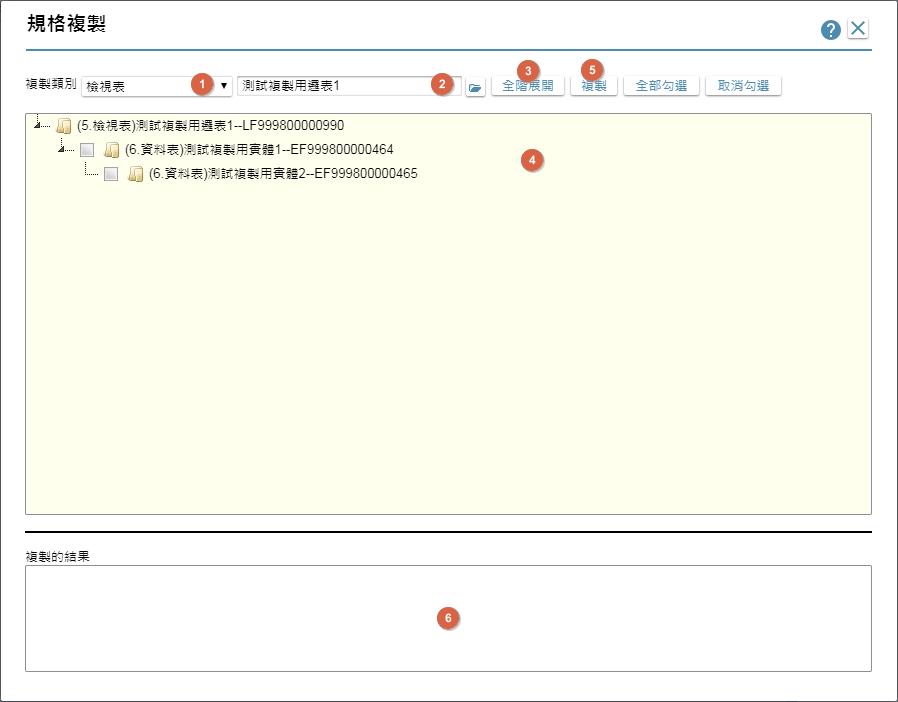 規格複製
?
複製類別 檢視表 1 測試複製用邏表1 2 全階展開 3 複製 5 全部勾選 取消勾選
(5.檢視表)測試複製用邏表1--LF999800000990
(6.資料表)測試複製用實體1--EF999800000464
4
(6.資料表)測試複製用實體2--EF999800000465
複製的結果
6